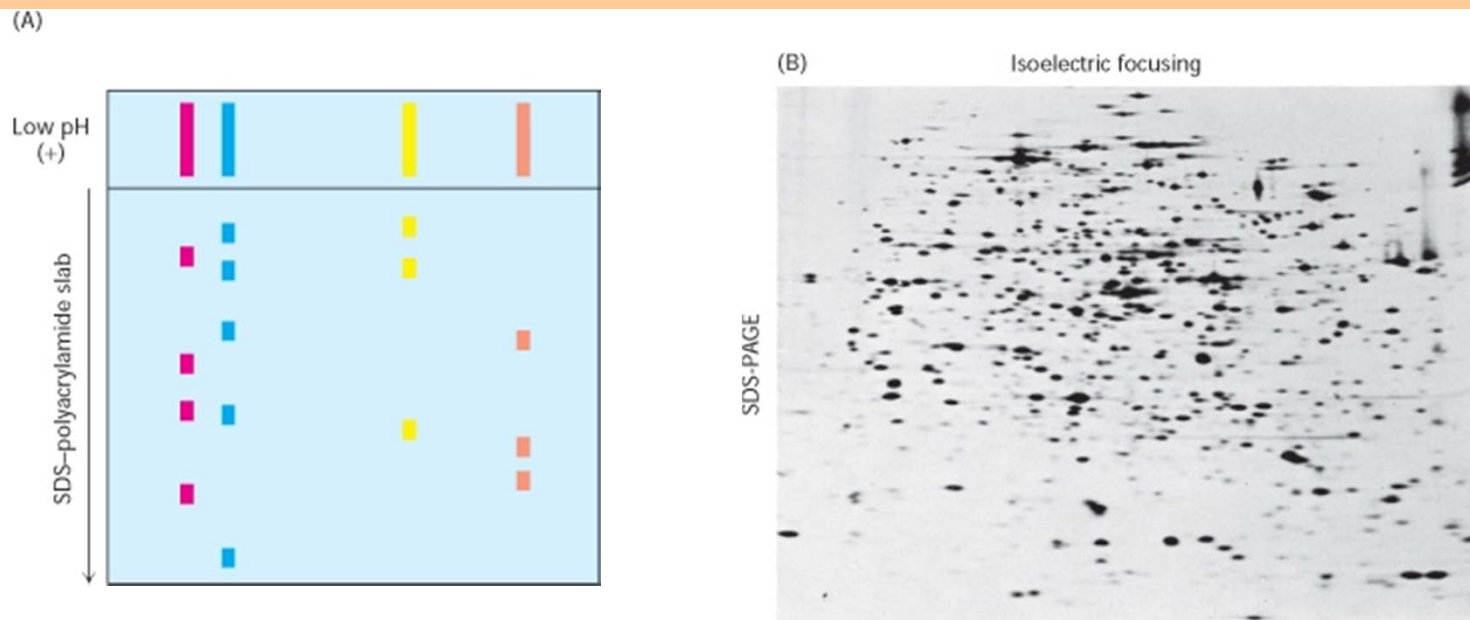 (A)
Low pH
(+)
SDS–polyacrylamide slab
(B)
Isoelectric focusing
SDS-PAGE